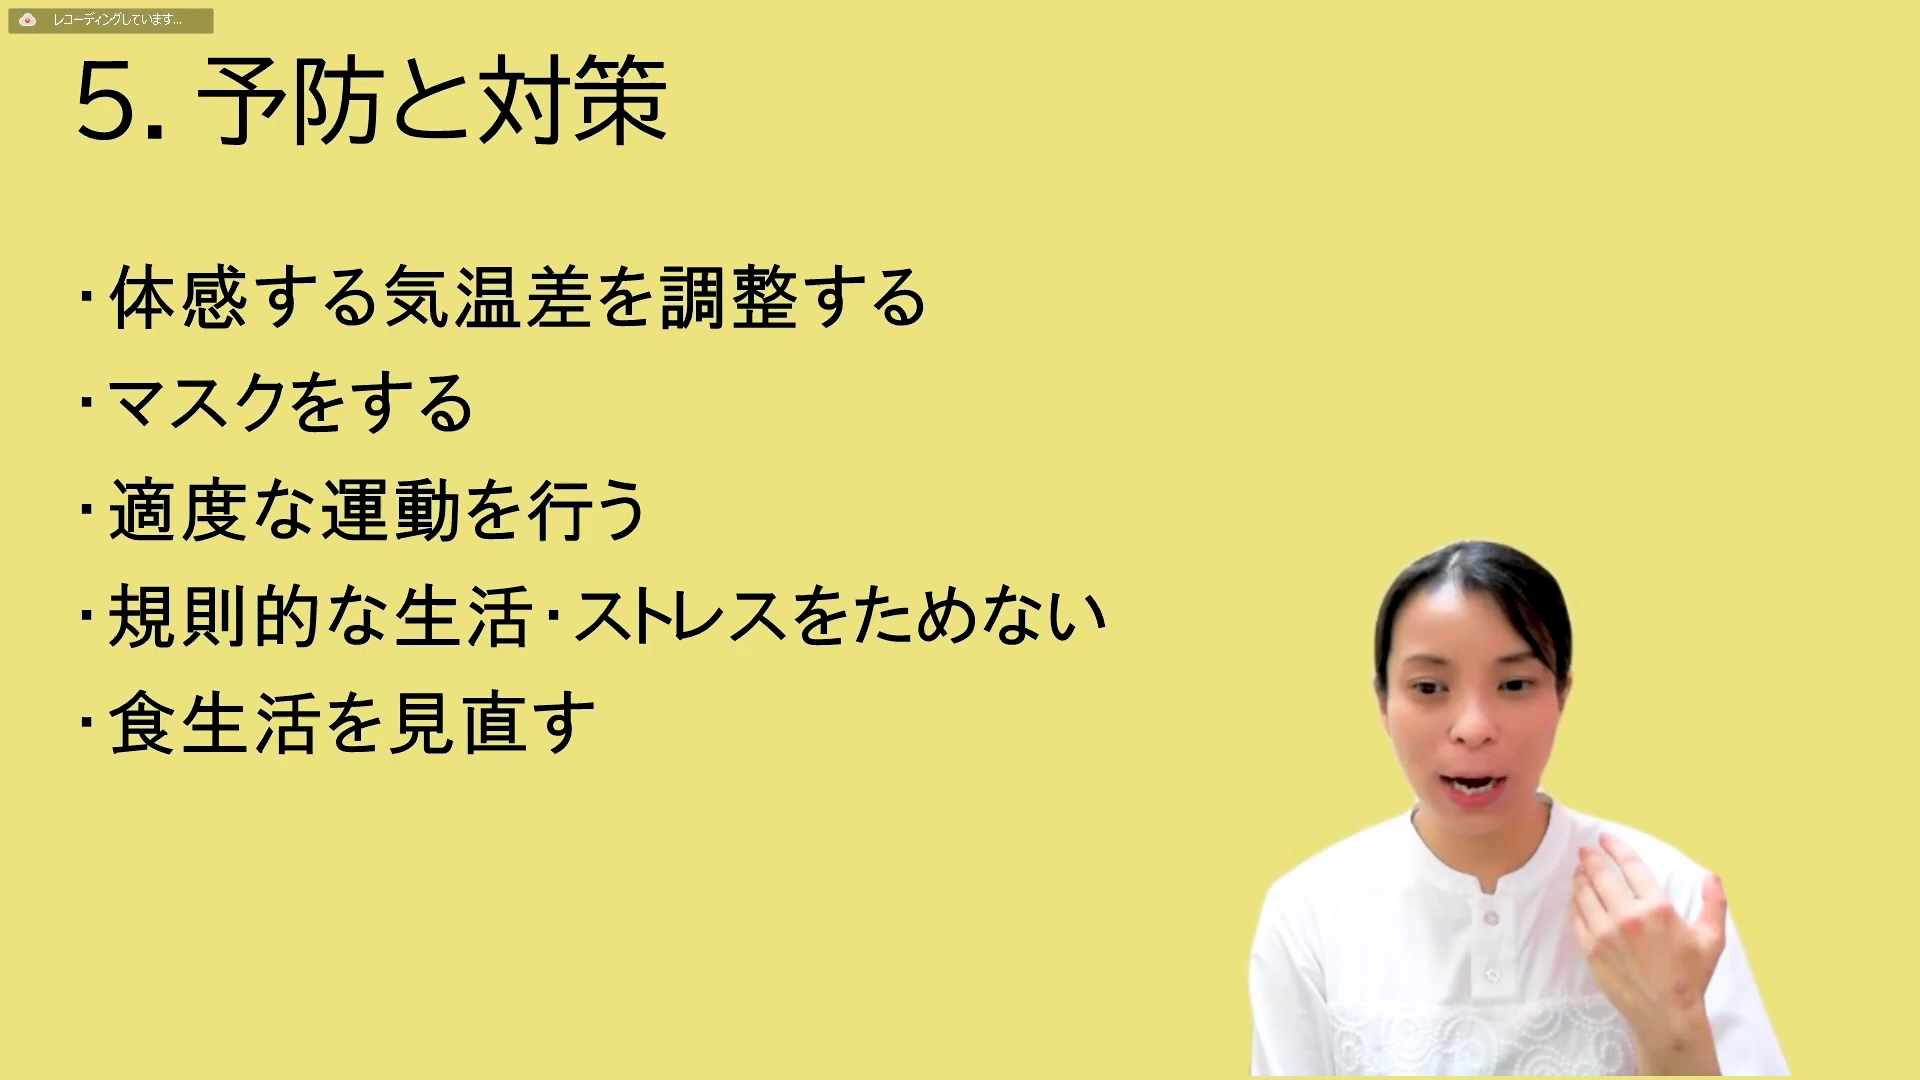 レコーディングしています...
5. 予防と対策
・体感する気温差を調整する
・マスクをする
・適度な運動を行う
・規則的な生活・ストレスをためない
・食生活を見直す